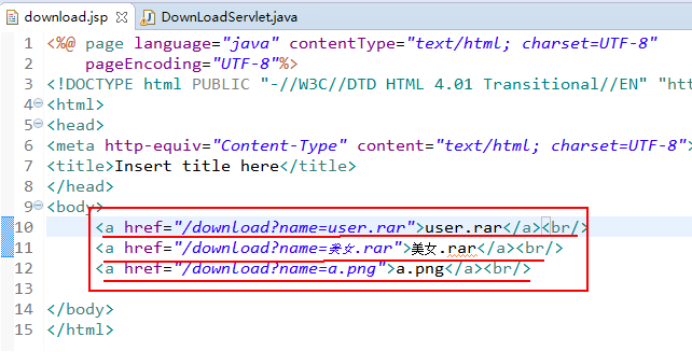 download.jsp DownLoadServlet.java
1 <%@ page language="java" contentType="text/html; charset=UTF-8"
2 pageEncoding="UTF-8"%>
3 <!DOCTYPE html PUBLIC "-//W3C//DTD HTML 4.01 Transitional//EN" "htt
4 <html>
5 <head>
6 <meta http-equiv="Content-Type" content="text/html; charset=UTF-8">
7 <title>Insert title here</title>
8 </head>
9 <body>
10 <a href="/download?name=user.rar">user.rar</a><br/>
11 <a href="/download?name=美女.rar">美女.rar</a><br/>
12 <a href="/download?name=a.png">a.png</a><br/>
13
14 </body>
15 </html>